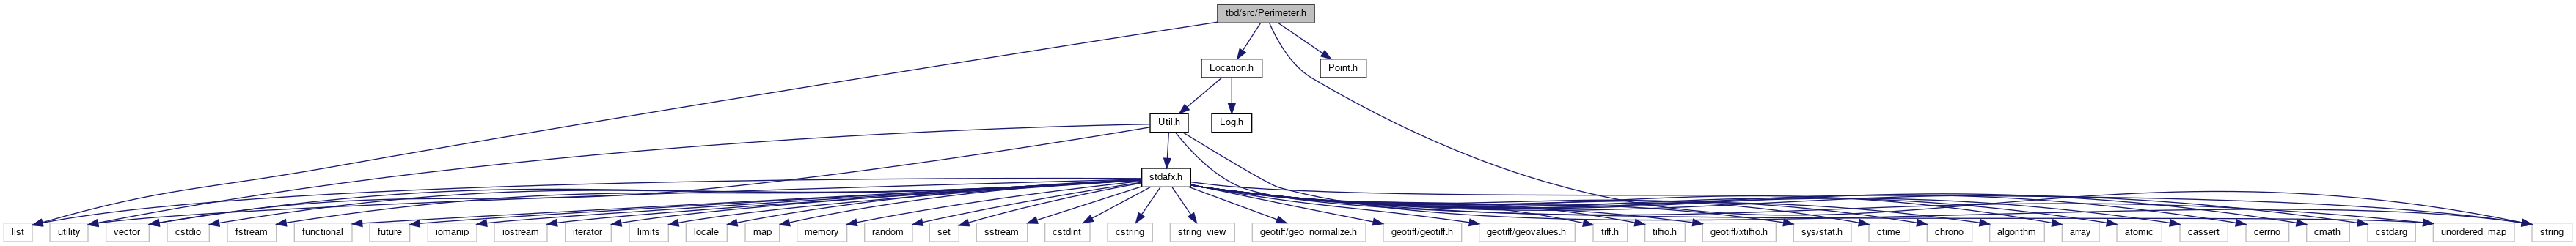 tbd/src/Perimeter.h
Location.h
Point.h
Util.h
Log.h
stdafx.h
list
utility
vector
cstdio
fstream
functional
future
iomanip
iostream
iterator
limits
locale
map
memory
random
set
sstream
cstdint
cstring
string_view
geotiff/geo_normalize.h
geotiff/geotiff.h
geotiff/geovalues.h
tiff.h
tiffio.h
geotiff/xtiffio.h
sys/stat.h
ctime
chrono
algorithm
array
atomic
cassert
cerrno
cmath
cstdarg
unordered_map
string